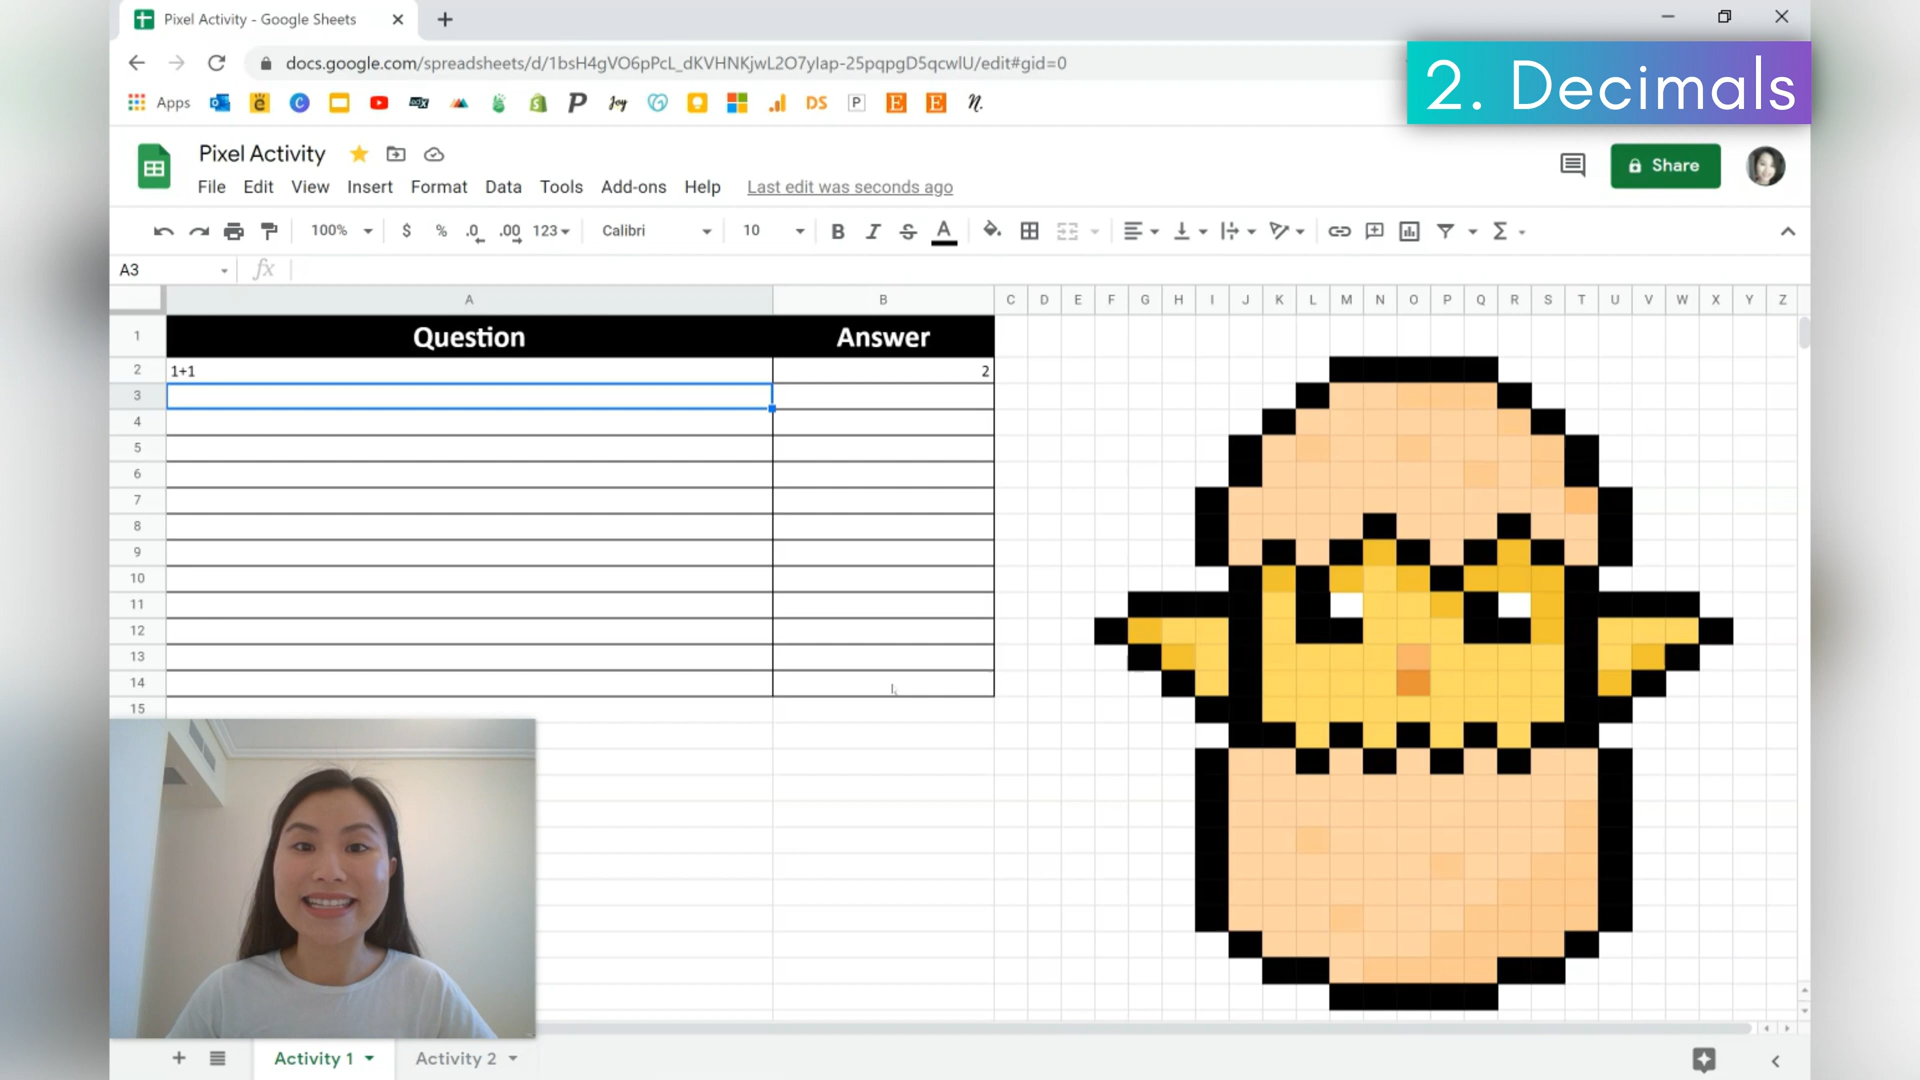 Pixel Activity - Google Sheets
2. Decimals
docs.google.com/spreadsheets/d/1bsH4gVO6pPcL_dKVHNKjwL2O7ylap-25pqpgD5qcwlU/edit#gid=0
Apps
DS
P
Joy
P
E
E
n.
Pixel Activity
Share
File Edit View Insert Format Data Tools Add-ons Help Last edit was seconds ago
100% $ % .0 .00 123 Calibri 10 B I S A Σ
A3 fx
A B C D E F G H I J K L M N O P Q R S T U V W X Y Z
1 Question Answer
2 1+1 2
3
4
5
6
7
8
9
10
11
12
13
14
15
Activity 1 Activity 2